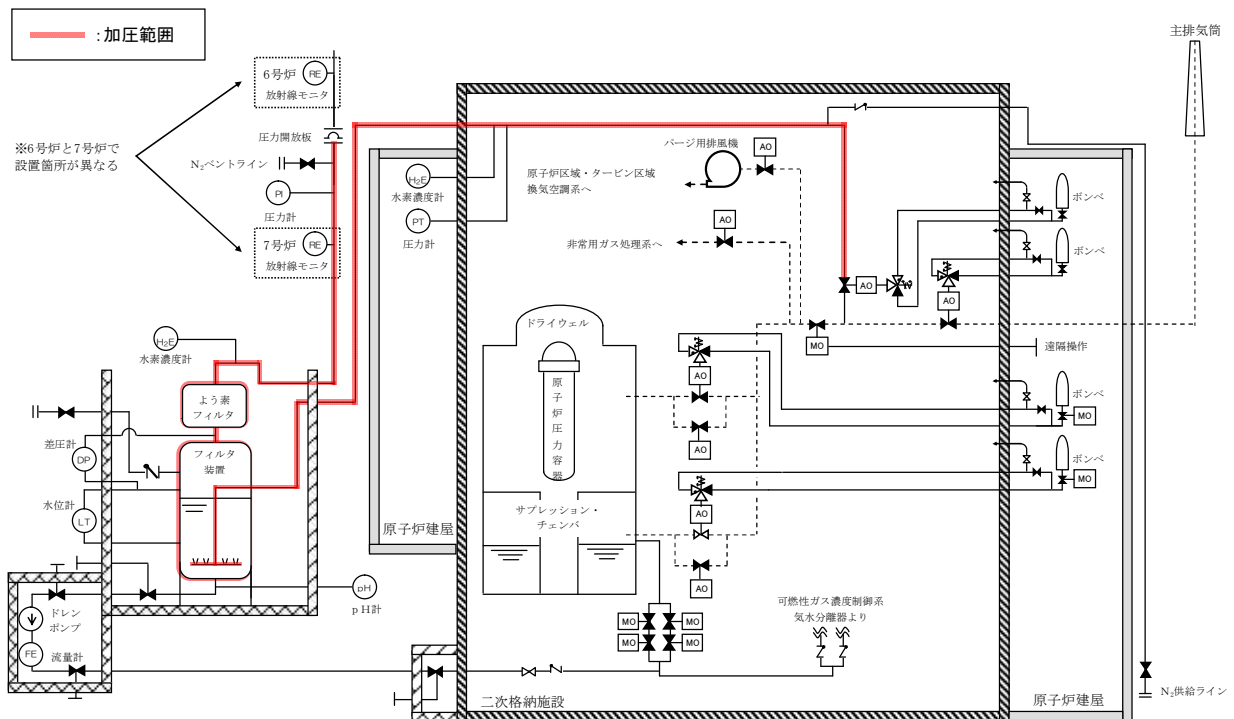 ：加圧範囲
主排気筒
6号炉
RE
放射線モニタ
※6号炉と7号炉で
設置箇所が異なる
圧力開放板
N₂ベントライン
PI
圧力計
7号炉
RE
放射線モニタ
H₂E
水素濃度計
PT
圧力計
パージ用排風機
AO
原子炉区域・タービン区域
換気空調系へ
AO
非常用ガス処理系へ
ボンベ
ボンベ
AO
AO
MO
遠隔操作
ドライウェル
原子炉圧力容器
サプレッション・
チェンバ
AO
AO
AO
AO
ボンベ
MO
ボンベ
MO
H₂E
水素濃度計
よう素
フィルタ
フィルタ
装置
差圧計
DP
水位計
LT
原子炉建屋
pH
pH計
ドレン
ポンプ
FE
流量計
MO
MO
MO
MO
可燃性ガス濃度制御系
気水分離器より
二次格納施設
原子炉建屋
N₂供給ライン